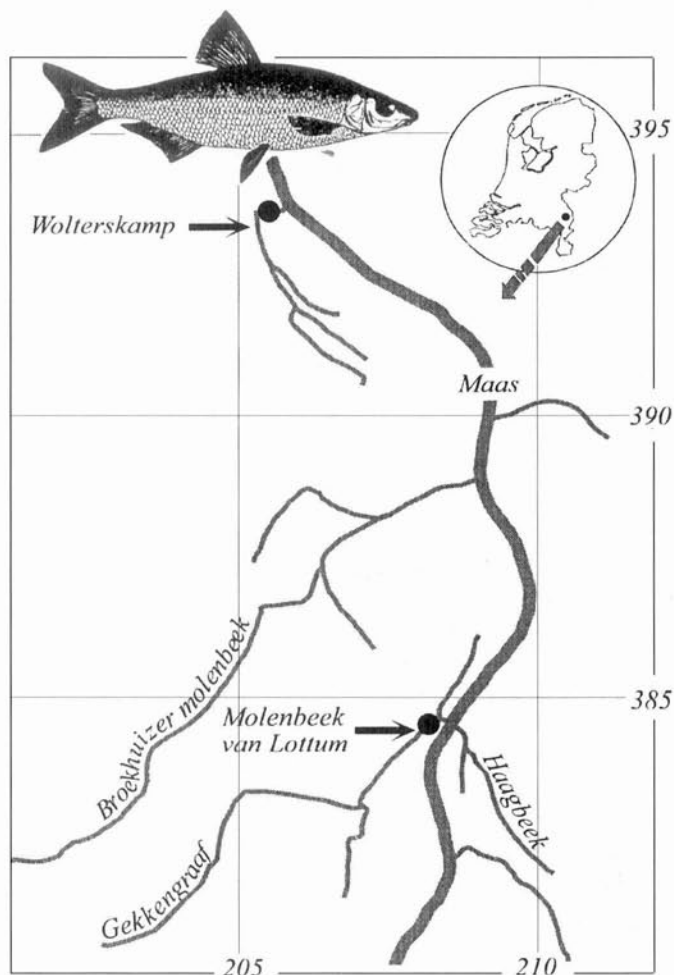 395
Wolterskamp
Maas
390
Broekhuizer molenbeek
385
Molenbeek
van Lottum
Haagbeek
Gekkengraaf
205
210